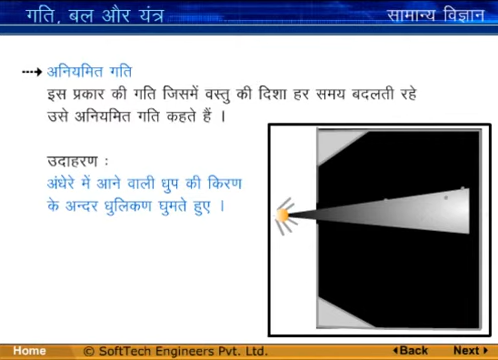 गति, बल और यंत्र
सामान्य विज्ञान
अनियमित गति
इस प्रकार की गति जिसमें वस्तु की दिशा हर समय बदलती रहे
उसे अनियमित गति कहते हैं ।
उदाहरण :
अंधेरे में आने वाली धुप की किरण
के अन्दर धुलिकण घुमते हुए ।
Home
© SoftTech Engineers Pvt. Ltd.
Back
Next